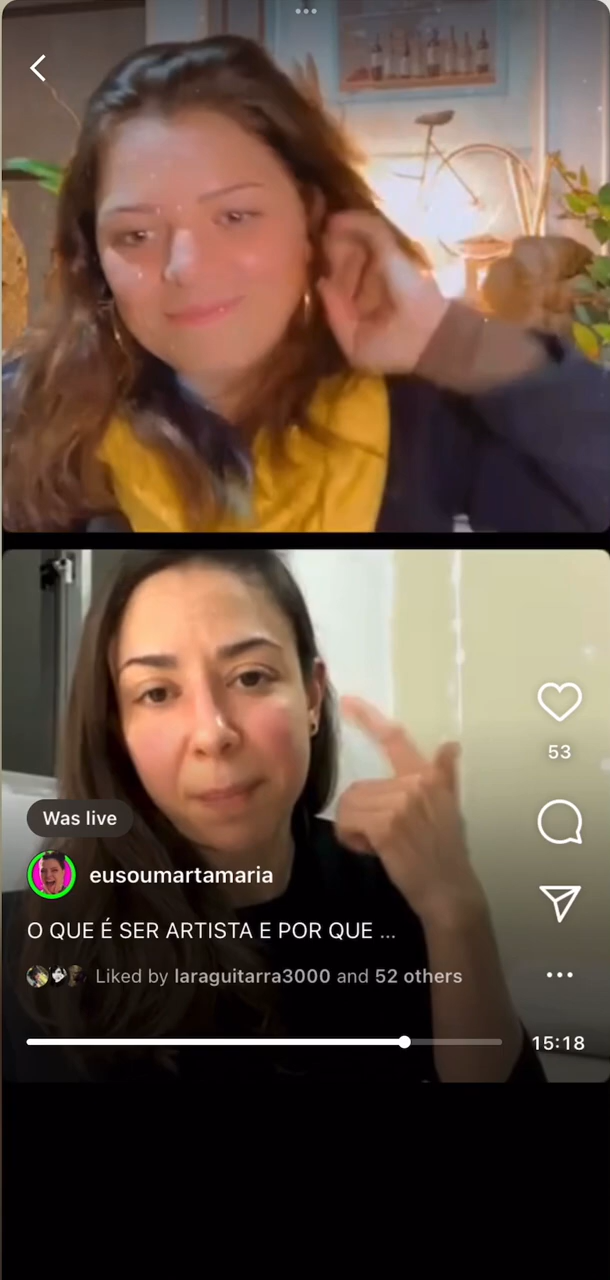 Was live
eusoumartamaria
O QUE É SER ARTISTA E POR QUE ...
Liked by laraguitarra3000 and 52 others
53
15:18